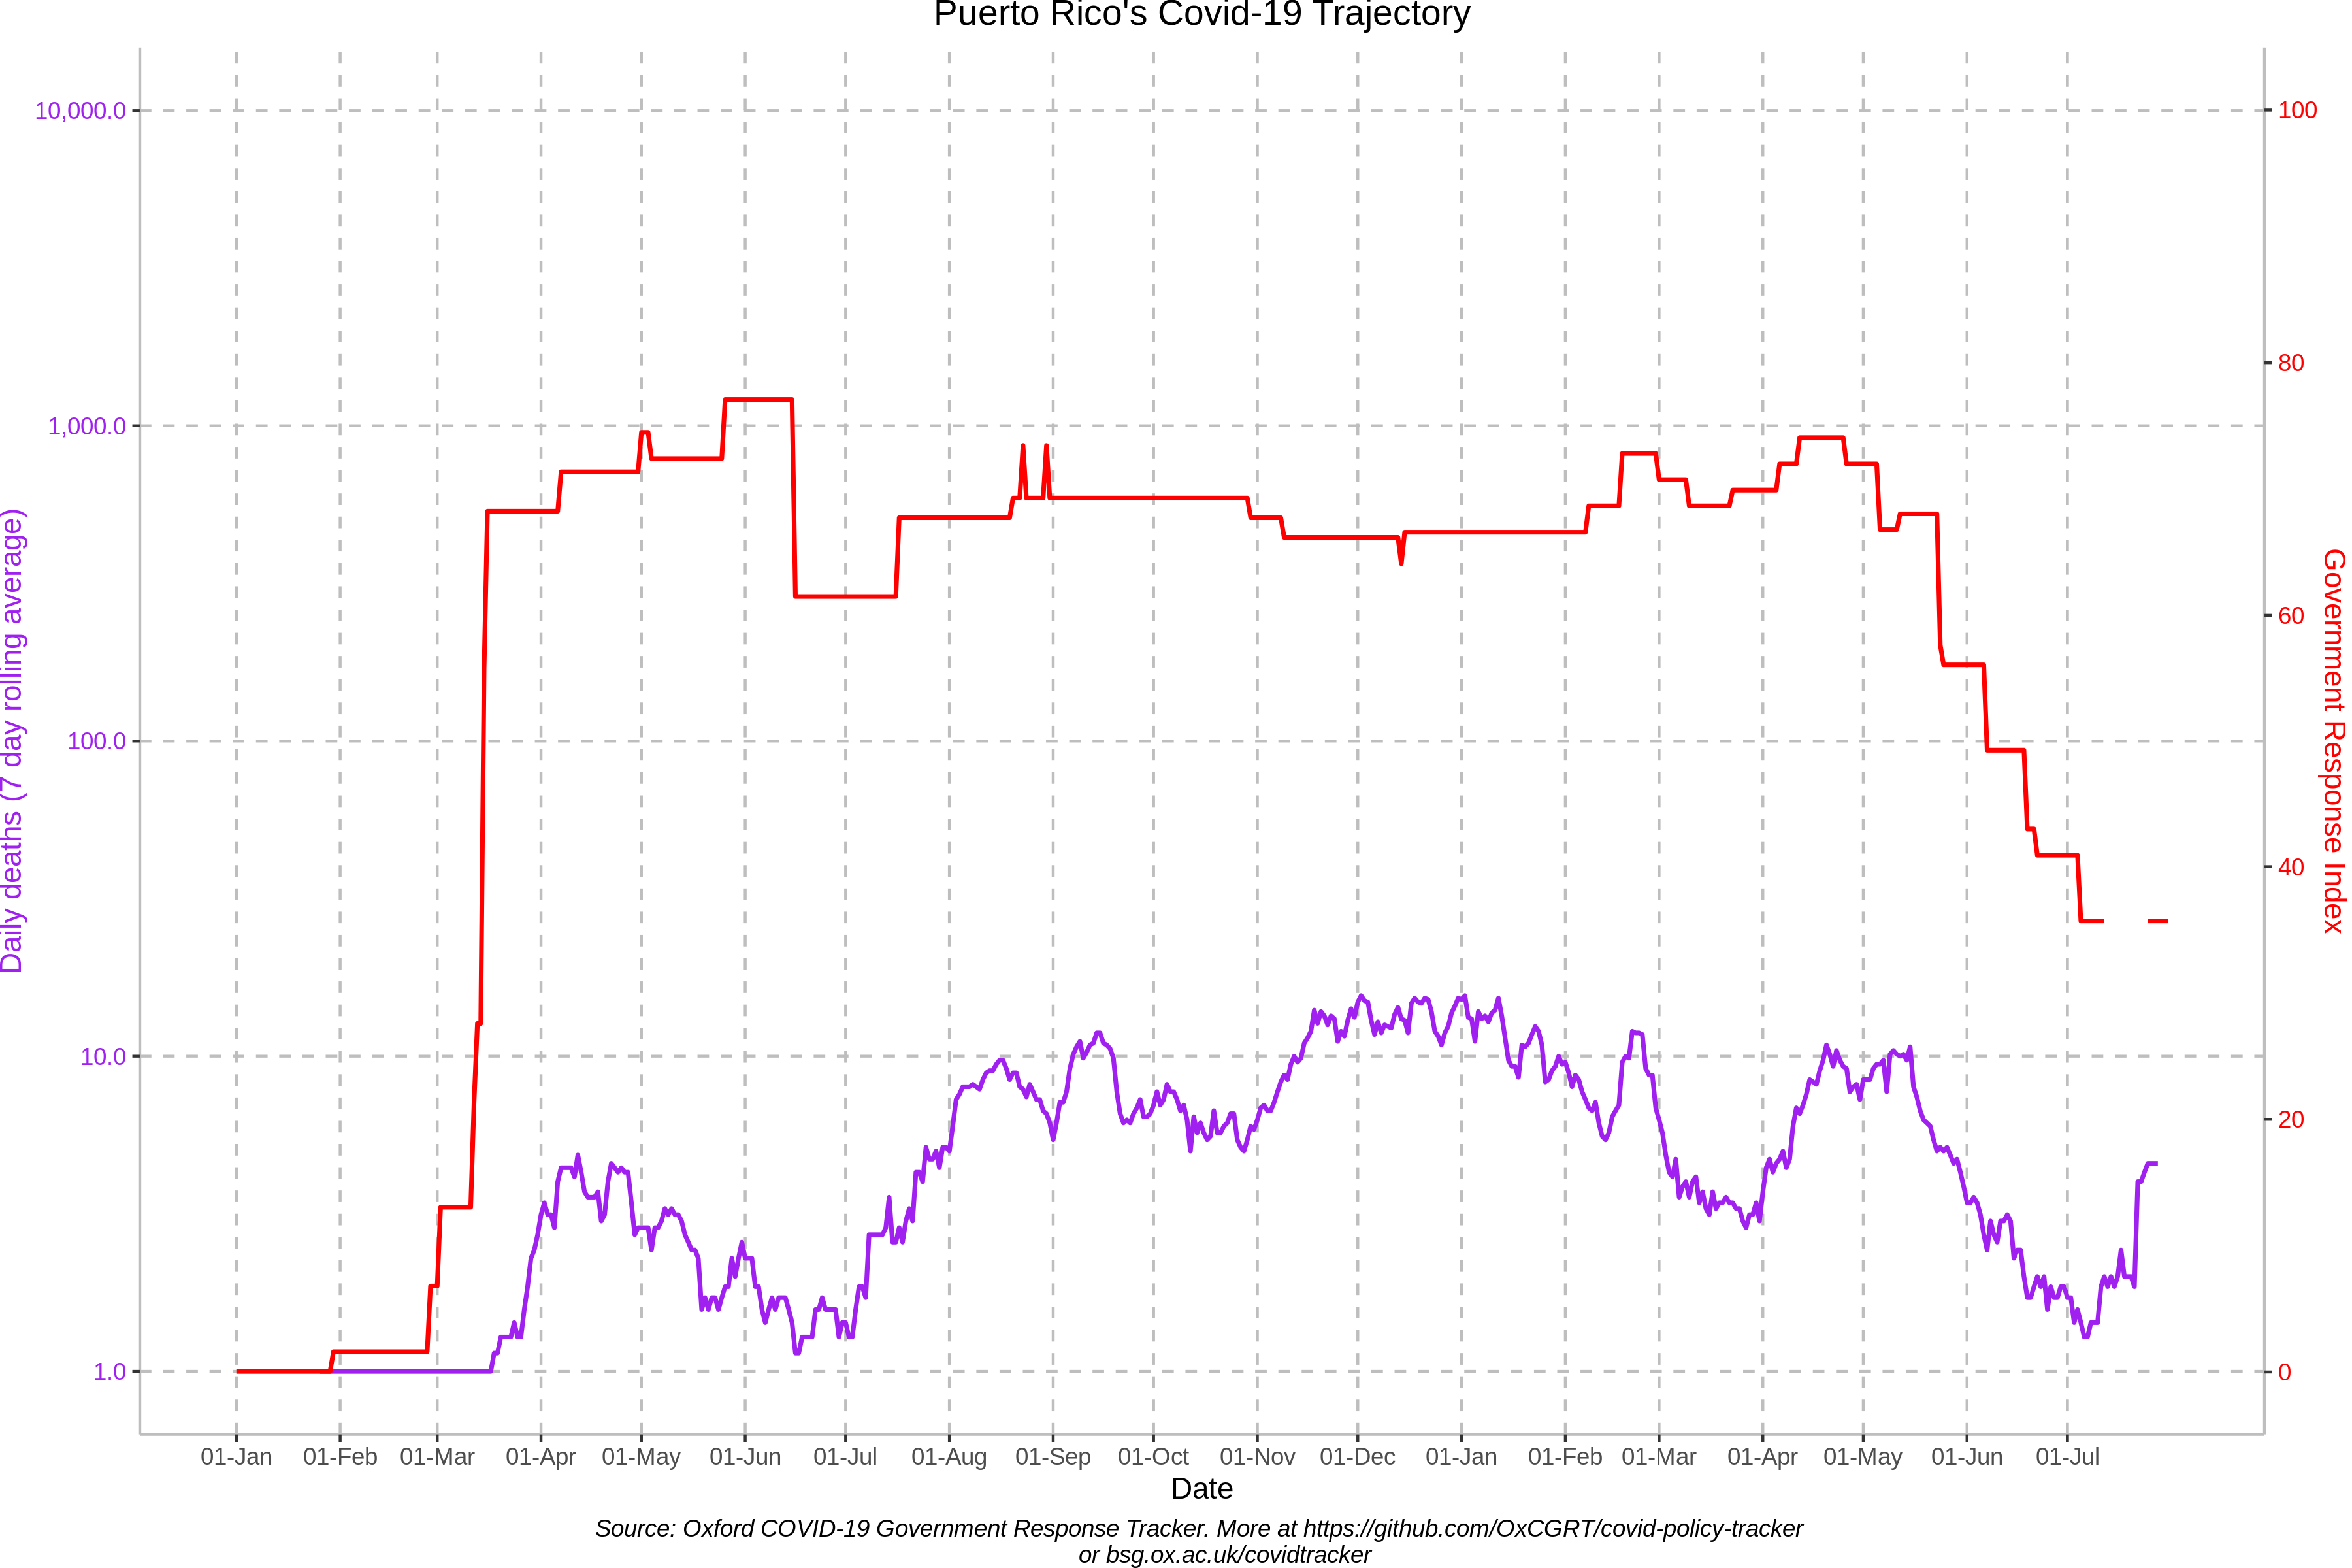 Puerto Rico's Covid-19 Trajectory
10,000.0
1,000.0
100.0
10.0
1.0
Daily deaths (7 day rolling average)
100
80
60
40
20
0
Government Response Index
01-Jan 01-Feb 01-Mar 01-Apr 01-May 01-Jun 01-Jul 01-Aug 01-Sep 01-Oct 01-Nov 01-Dec 01-Jan 01-Feb 01-Mar 01-Apr 01-May 01-Jun 01-Jul
Date
Source: Oxford COVID-19 Government Response Tracker. More at https://github.com/OxCGRT/covid-policy-tracker
or bsg.ox.ac.uk/covidtracker